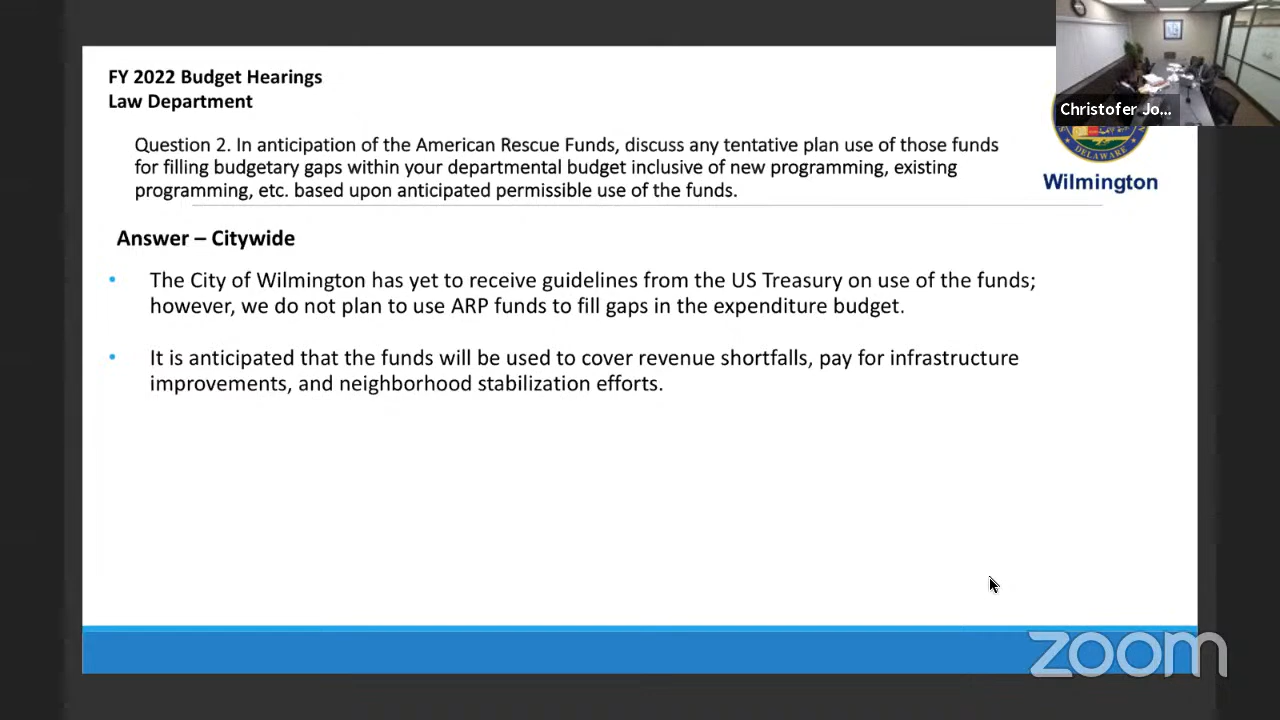 FY 2022 Budget Hearings
Law Department
Christofer Jo...
Question 2. In anticipation of the American Rescue Funds, discuss any tentative plan use of those funds
for filling budgetary gaps within your departmental budget inclusive of new programming, existing
programming, etc. based upon anticipated permissible use of the funds.
DELAWARE
Wilmington
Answer – Citywide
• The City of Wilmington has yet to receive guidelines from the US Treasury on use of the funds;
however, we do not plan to use ARP funds to fill gaps in the expenditure budget.
• It is anticipated that the funds will be used to cover revenue shortfalls, pay for infrastructure
improvements, and neighborhood stabilization efforts.
zoom